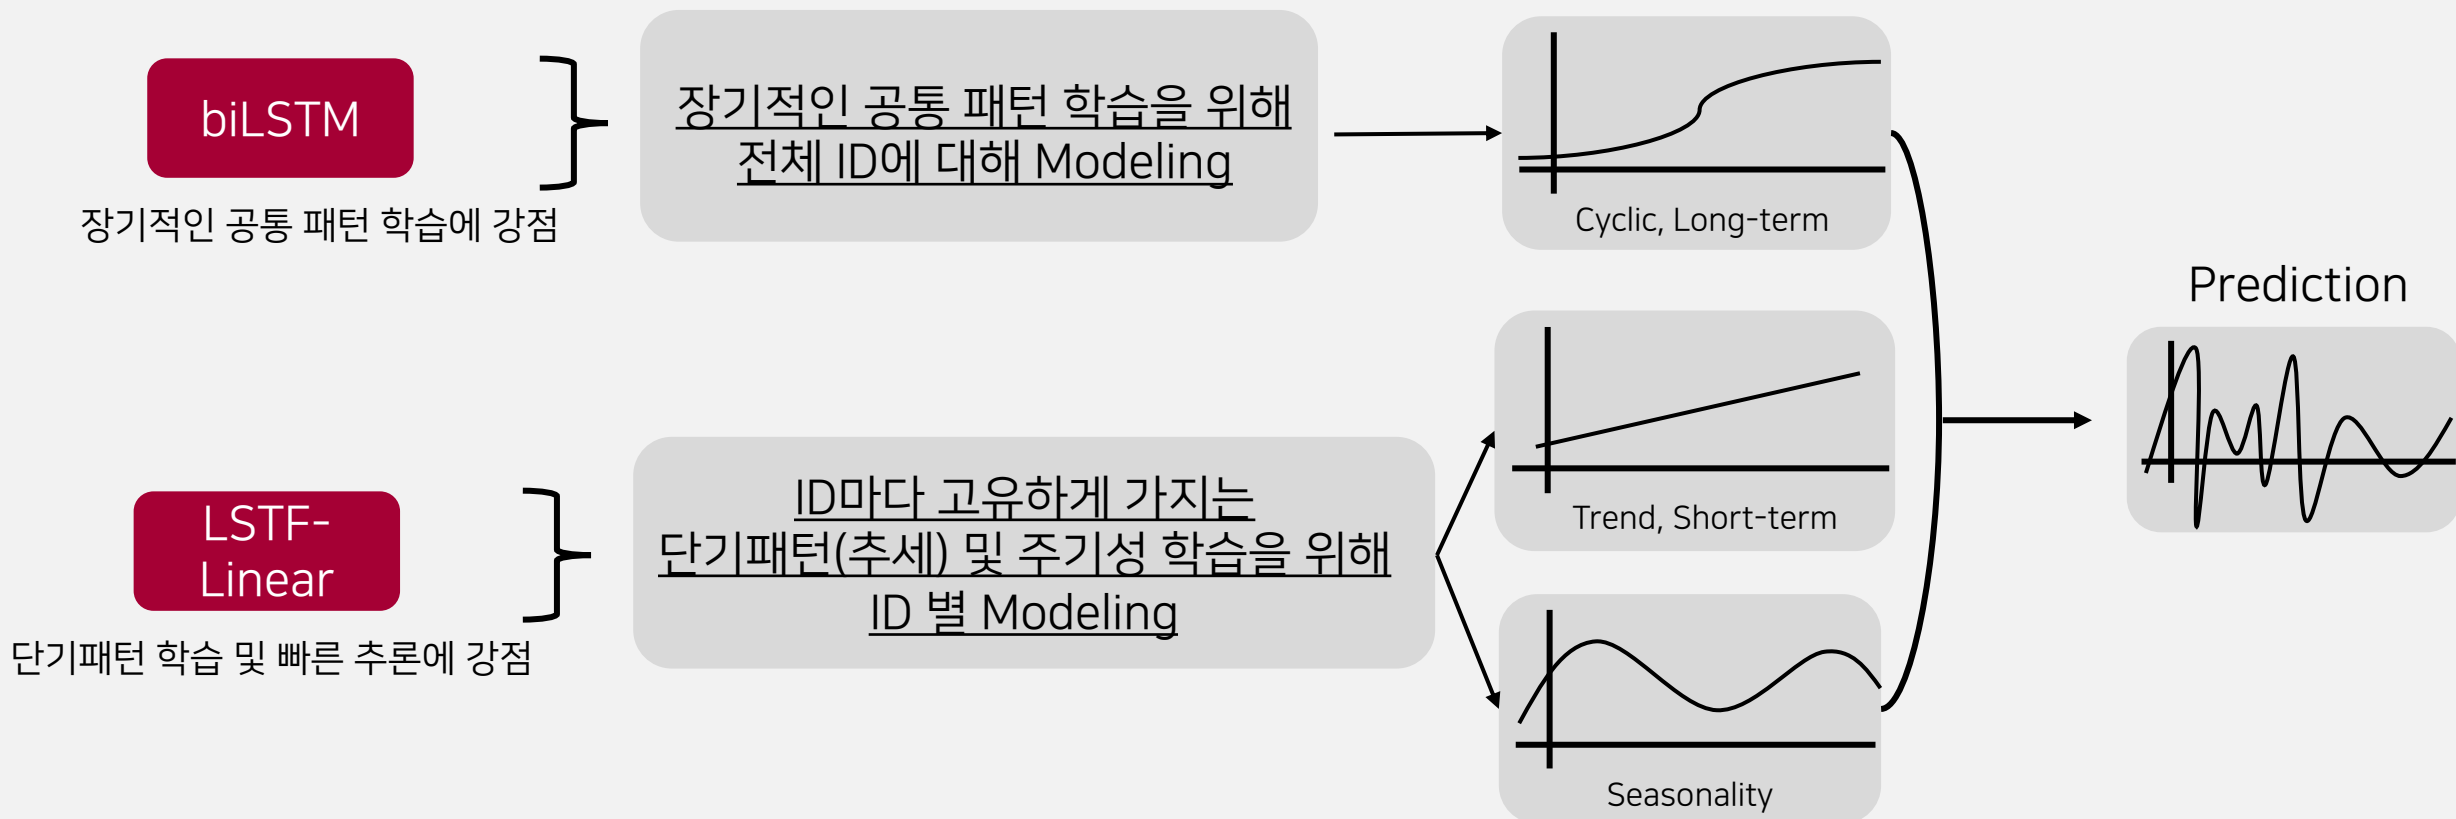 biLSTM
장기적인 공통 패턴 학습에 강점
장기적인 공통 패턴 학습을 위해
전체 ID에 대해 Modeling
Cyclic, Long-term
LSTF-
Linear
단기패턴 학습 및 빠른 추론에 강점
ID마다 고유하게 가지는
단기패턴(추세) 및 주기성 학습을 위해
ID 별 Modeling
Trend, Short-term
Seasonality
Prediction